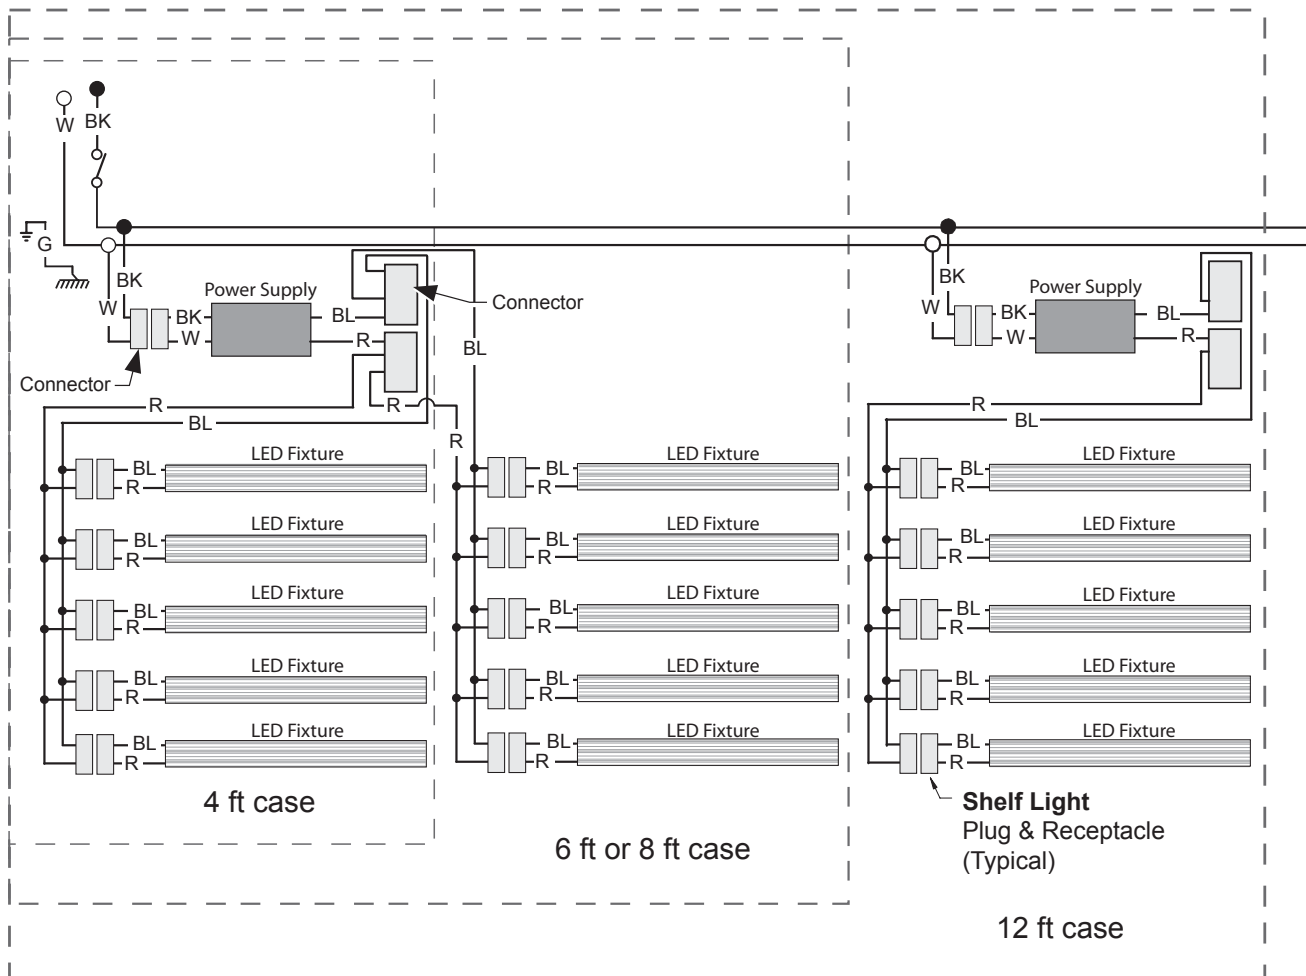 W
BK
G
BK
W
Power Supply
BK
W
BL
R
Connector
Connector
BL
R
BL
R
R
BK
W
Power Supply
BK
W
BL
R
R
BL
LED Fixture
BL
R
LED Fixture
BL
R
LED Fixture
BL
R
LED Fixture
BL
R
LED Fixture
BL
R
4 ft case
LED Fixture
BL
R
LED Fixture
BL
R
LED Fixture
BL
R
LED Fixture
BL
R
LED Fixture
BL
R
6 ft or 8 ft case
LED Fixture
BL
R
LED Fixture
BL
R
LED Fixture
BL
R
LED Fixture
BL
R
LED Fixture
BL
R
Shelf Light
Plug & Receptacle
(Typical)
12 ft case